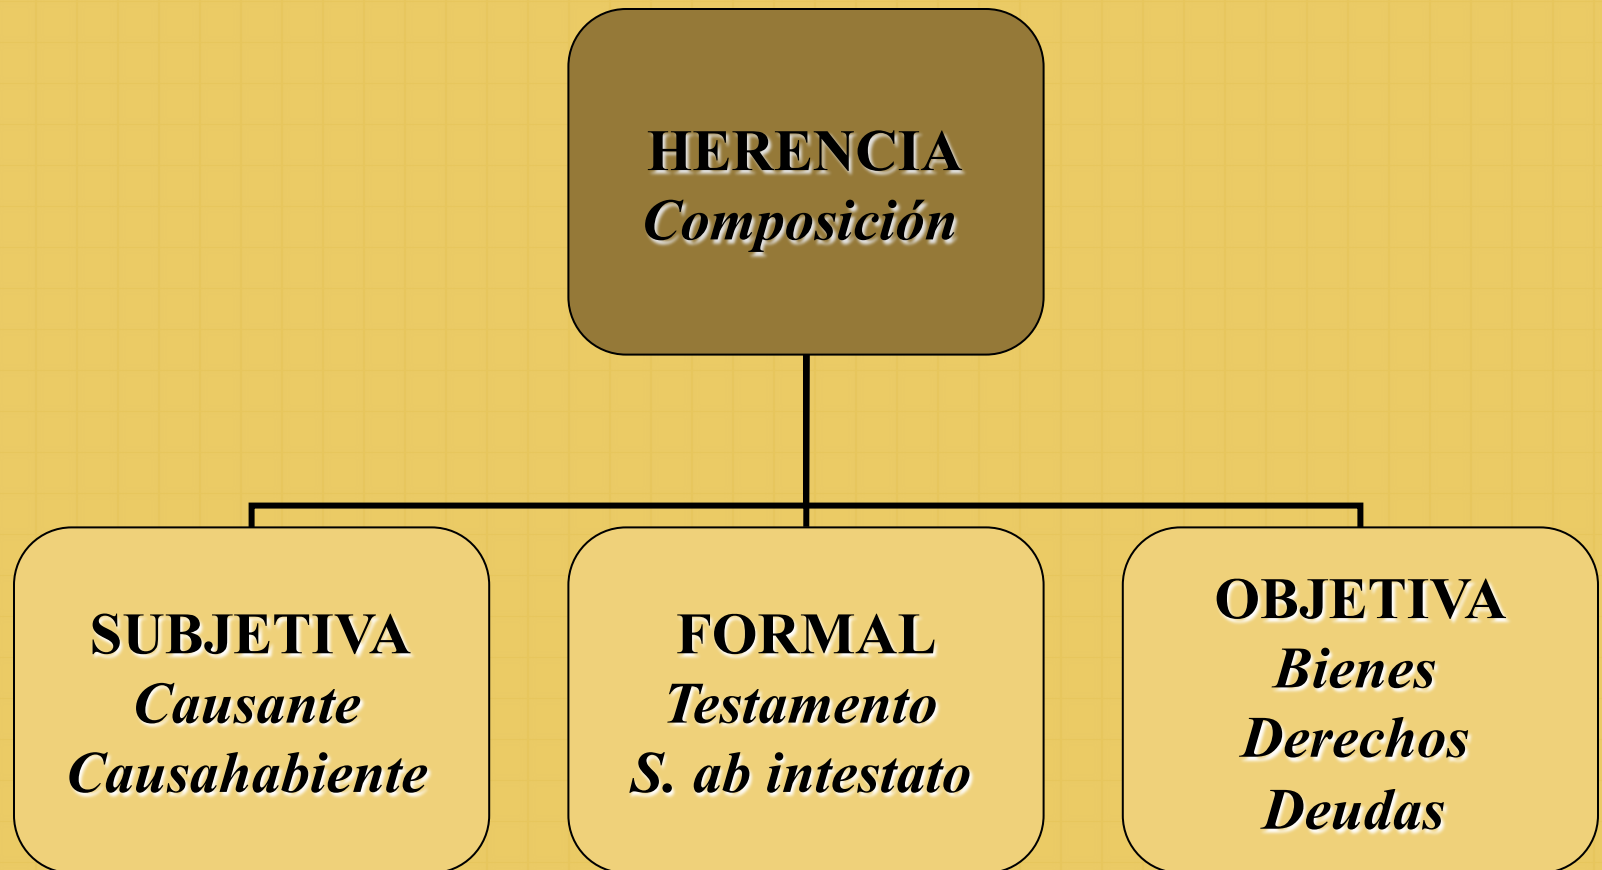 HERENCIA
Composición
SUBJETIVA
Causante
Causahabiente
FORMAL
Testamento
S. ab intestato
OBJETIVA
Bienes
Derechos
Deudas